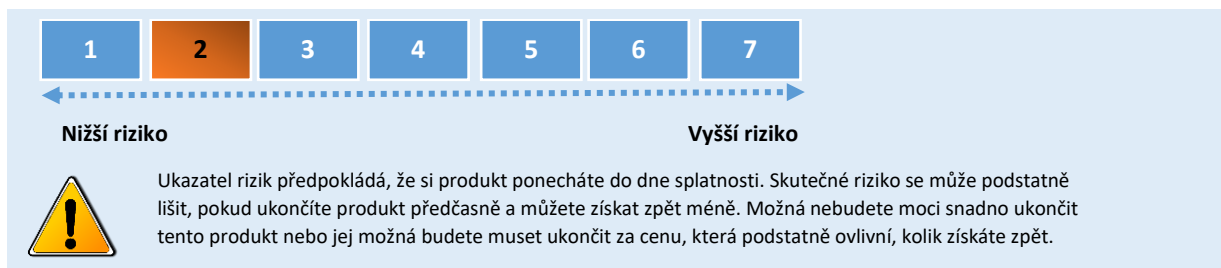 1 2 3 4 5 6 7
Nižší riziko Vyšší riziko
Ukazatel rizik předpokládá, že si produkt ponecháte do dne splatnosti. Skutečné riziko se může podstatně
lišit, pokud ukončíte produkt předčasně a můžete získat zpět méně. Možná nebudete moci snadno ukončit
tento produkt nebo jej možná budete muset ukončit za cenu, která podstatně ovlivní, kolik získáte zpět.